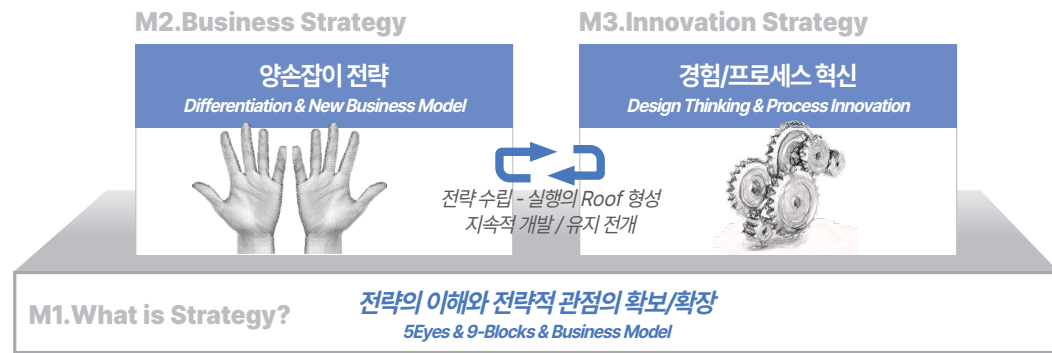 M2.Business Strategy
양손잡이 전략
Differentiation & New Business Model
M3.Innovation Strategy
경험/프로세스 혁신
Design Thinking & Process Innovation
전략 수립 - 실행의 Roof 형성
지속적 개발 / 유지 전개
M1.What is Strategy?
전략의 이해와 전략적 관점의 확보/확장
5Eyes & 9-Blocks & Business Model